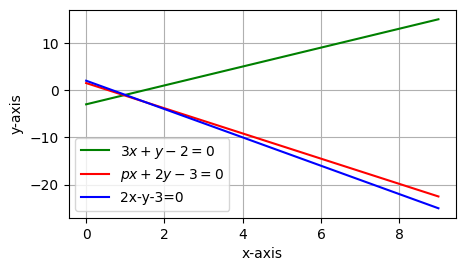 10
0
−10
−20
y-axis
3x + y − 2 = 0
px + 2y − 3 = 0
2x-y-3=0
0 2 4 6 8
x-axis